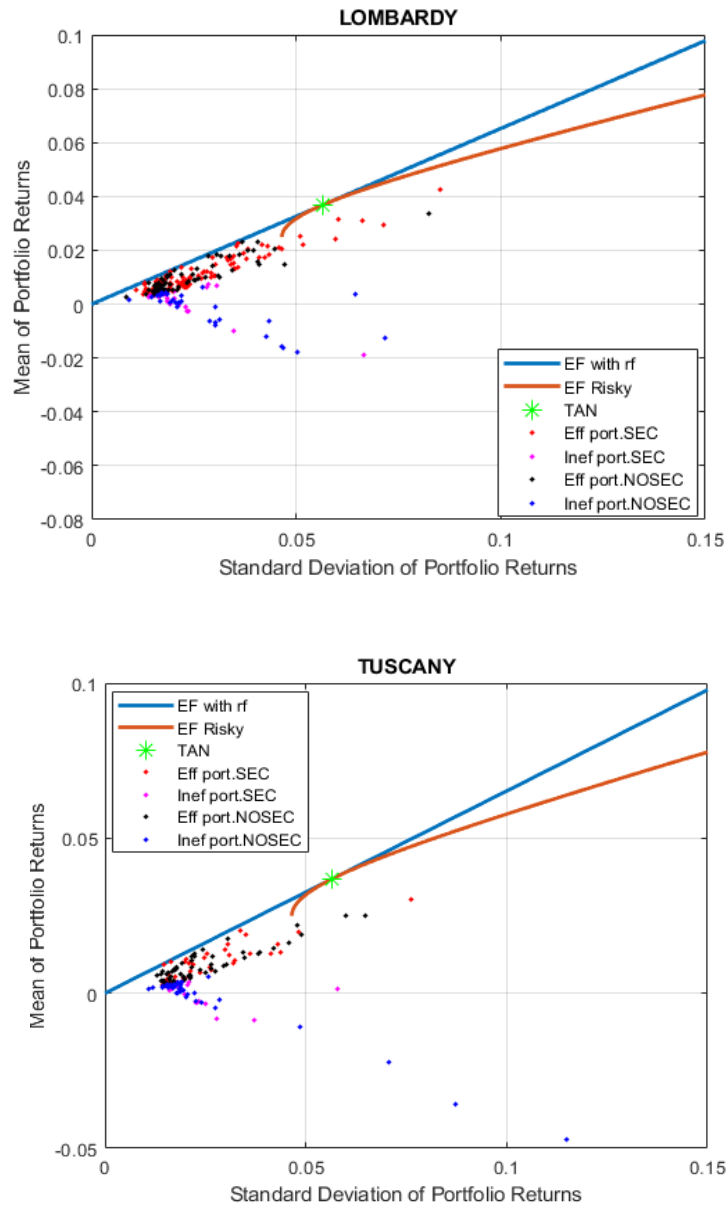 LOMBARDY
0.1
0.08
0.06
0.04
0.02
0
-0.02
-0.04
-0.06
-0.08
Mean of Portfolio Returns
EF with rf
EF Risky
TAN
Eff port.SEC
Inef port.SEC
Eff port.NOSEC
Inef port.NOSEC
0 0.05 0.1 0.15
Standard Deviation of Portfolio Returns
TUSCANY
0.1
0.05
0
-0.05
Mean of Portfolio Returns
EF with rf
EF Risky
TAN
Eff port.SEC
Inef port.SEC
Eff port.NOSEC
Inef port.NOSEC
0 0.05 0.1 0.15
Standard Deviation of Portfolio Returns